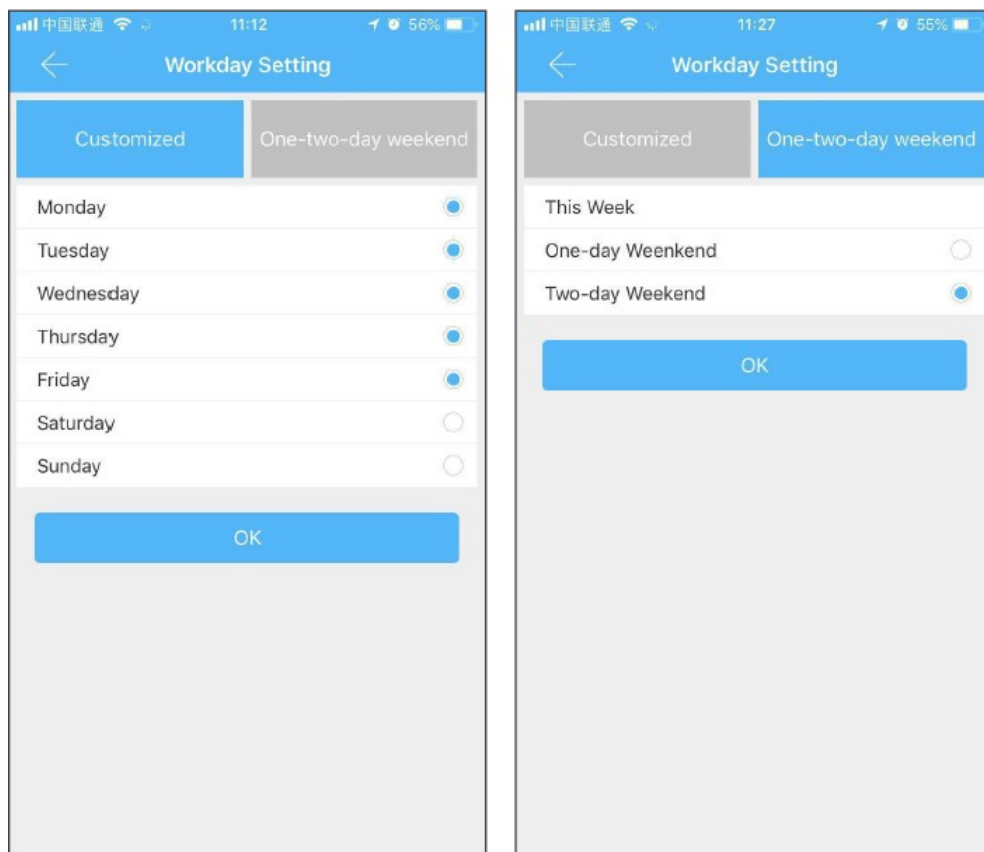 中国联通 11:12 56%
Workday Setting
Customized One-two-day weekend
Monday
Tuesday
Wednesday
Thursday
Friday
Saturday
Sunday
OK
中国联通 11:27 55%
Workday Setting
Customized One-two-day weekend
This Week
One-day Weenkend
Two-day Weekend
OK